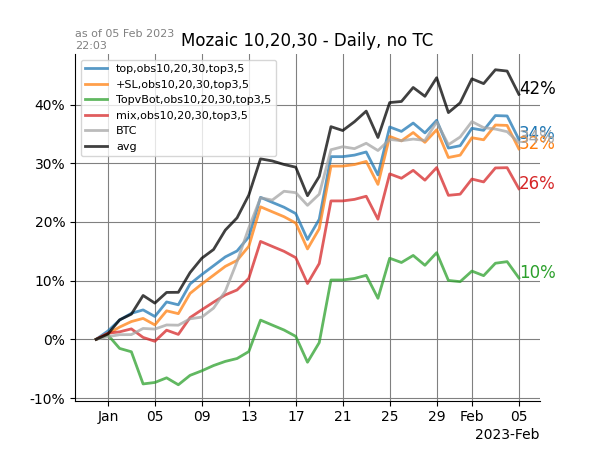 as of 05 Feb 2023
22:03
Mozaic 10,20,30 - Daily, no TC
top,obs10,20,30,top3,5
+SL,obs10,20,30,top3,5
TopvBot,obs10,20,30,top3,5
mix,obs10,20,30,top3,5
BTC
avg
42%
34%
32%
26%
10%
40%
30%
20%
10%
0%
-10%
Jan 05 09 13 17 21 25 29 Feb 05
2023-Feb